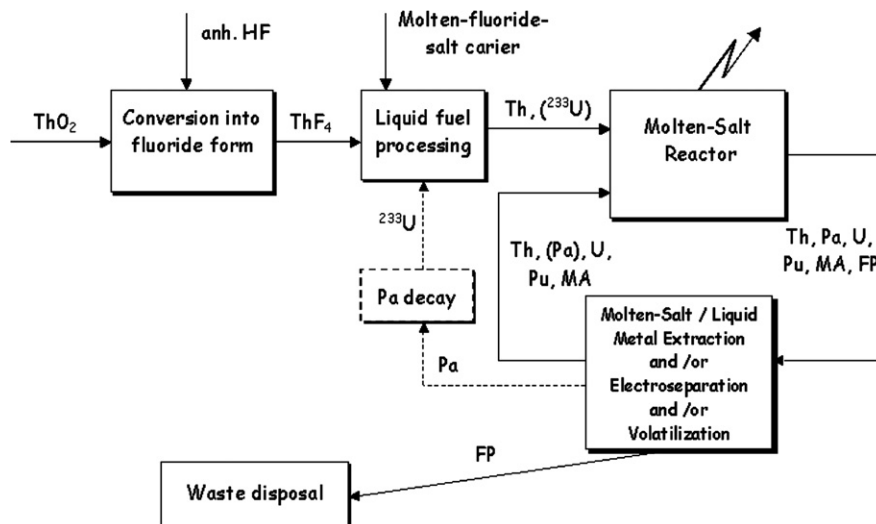 anh. HF
Molten-fluoride-
salt carier
ThO₂
Conversion into
fluoride form
ThF₄
Liquid fuel
processing
Th, (²³³U)
Molten-Salt
Reactor
²³³U
Th, (Pa), U,
Pu, MA
Th, Pa, U,
Pu, MA, FP
Pa decay
Pa
Molten-Salt / Liquid
Metal Extraction
and /or
Electroseparation
and /or
Volatilization
FP
Waste disposal